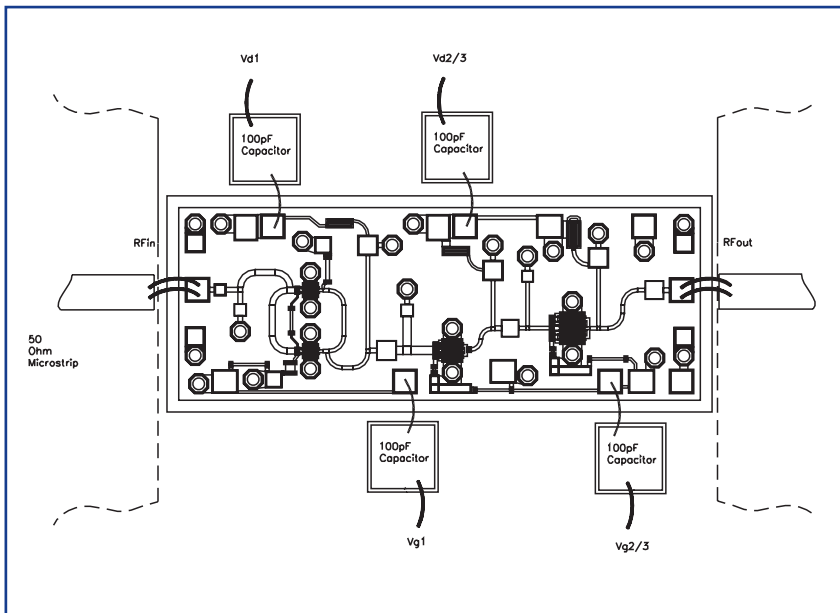 Vd1
Vd2/3
100pF
Capacitor
100pF
Capacitor
RFin
RFout
50
Ohm
Microstrip
100pF
Capacitor
100pF
Capacitor
Vg1
Vg2/3